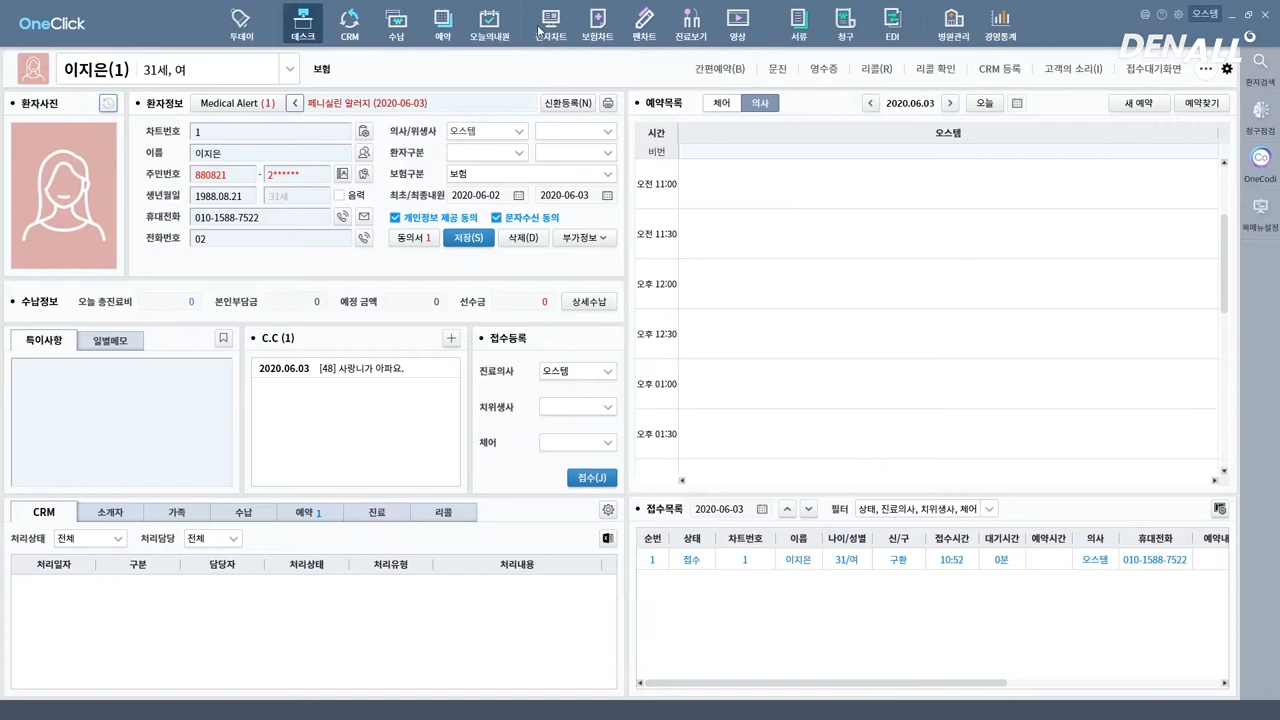 OneClick
투데이 데스크 CRM 수납 예약 오늘의내원 전자차트 보험차트 펜차트 진료보기 영상 서류 청구 EDI 병원관리 경영통계 오스템
DENALL
이지은(1) 31세, 여 보험
간편예약(B) 문진 영수증 리콜(R) 리콜 확인 CRM 등록 고객의 소리(I) 접수대기화면
환자검색
청구점검
OneCodi
퀵메뉴설정
환자사진
환자정보 Medical Alert (1) 페니실린 알러지 (2020-06-03) 신환등록(N)
차트번호 1 의사/위생사 오스템
이름 이지은 환자구분
주민번호 880821 - 2****** 보험구분 보험
생년월일 1988.08.21 31세 음력 최초/최종내원 2020-06-02 2020-06-03
휴대전화 010-1588-7522 개인정보 제공 동의 문자수신 동의
전화번호 02 동의서 1 저장(S) 삭제(D) 부가정보
수납정보 오늘 총진료비 0 본인부담금 0 예정 금액 0 선수금 0 상세수납
특이사항 일별메모
C.C (1)
2020.06.03 [48] 사랑니가 아파요.
접수등록
진료의사 오스템
치위생사
체어
접수(J)
CRM 소개자 가족 수납 예약 1 진료 리콜
처리상태 전체 처리담당 전체
처리일자 구분 담당자 처리상태 처리유형 처리내용
예약목록 체어 의사 2020.06.03 오늘 새 예약 예약찾기
시간 오스템
비번
오전 11:00
오전 11:30
오후 12:00
오후 12:30
오후 01:00
오후 01:30
접수목록 2020-06-03 필터 상태, 진료의사, 치위생사, 체어
순번 상태 차트번호 이름 나이/성별 신/구 접수시간 대기시간 예약시간 의사 휴대전화 예약내
1 접수 1 이지은 31/여 구환 10:52 0분 오스템 010-1588-7522